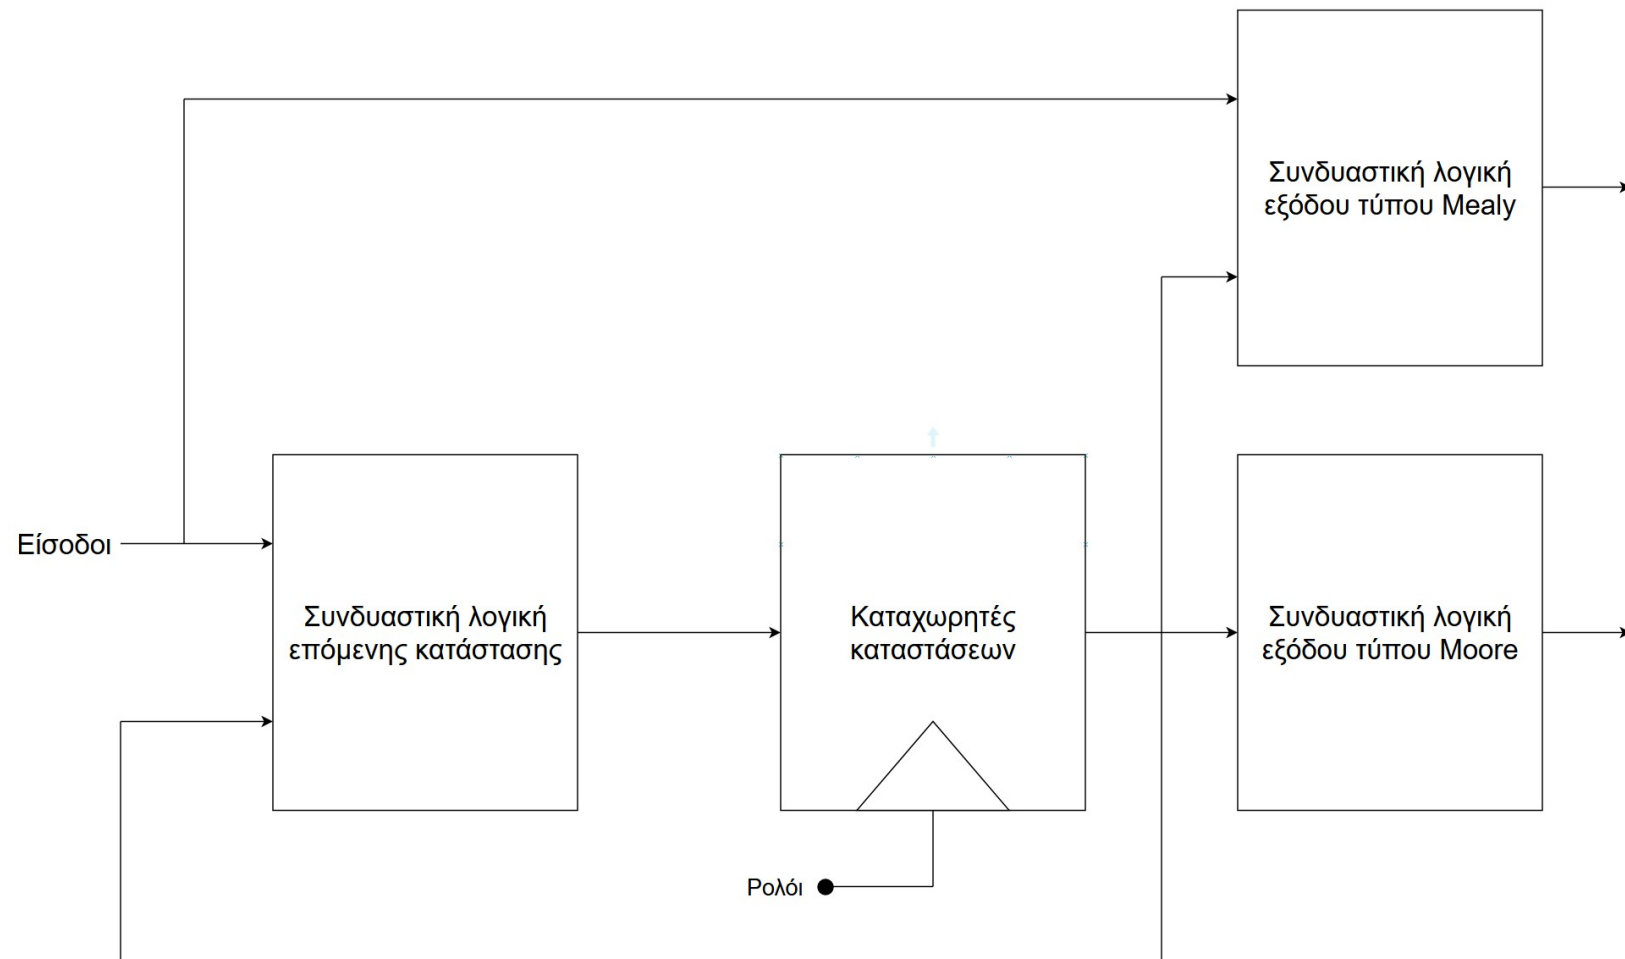 Συνδυαστική λογική
εξόδου τύπου Mealy
Είσοδοι
Συνδυαστική λογική
επόμενης κατάστασης
Καταχωρητές
καταστάσεων
Συνδυαστική λογική
εξόδου τύπου Moore
Ρολόι